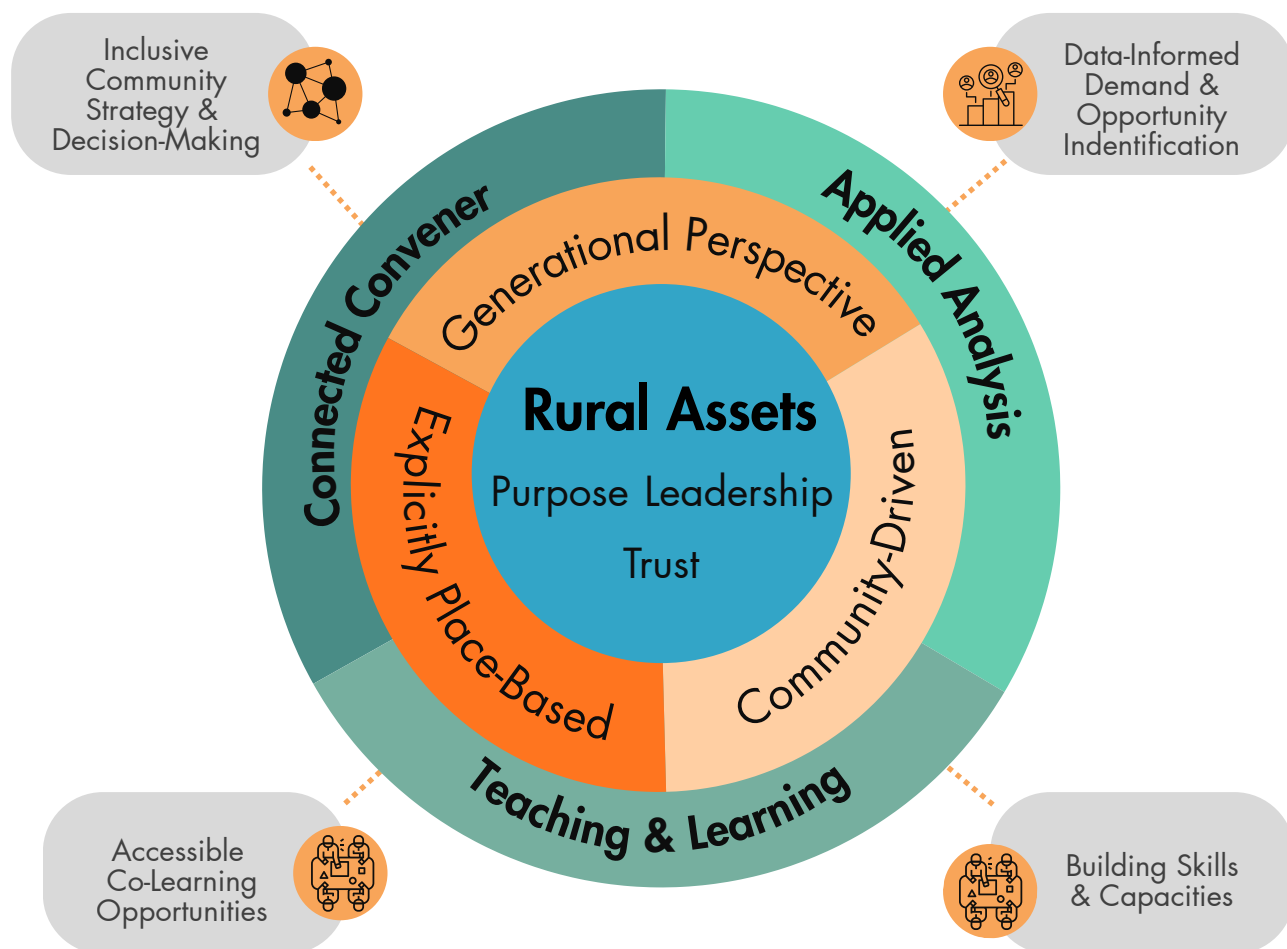 Inclusive
Community
Strategy &
Decision-Making
Data-Informed
Demand &
Opportunity
Indentification
Connected Convener
Applied Analysis
Generational Perspective
Explicitly Place-Based
Community-Driven
Rural Assets
Purpose Leadership
Trust
Teaching & Learning
Accessible
Co-Learning
Opportunities
Building Skills
& Capacities